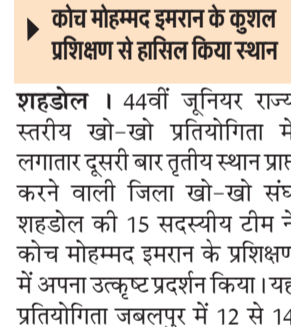 कोच मोहम्मद इमरान के कुशल
प्रशिक्षण से हासिल किया स्थान
शहडोल । 44वीं जूनियर राज्य
स्तरीय खो-खो प्रतियोगिता में
लगातार दूसरी बार तृतीय स्थान प्राप्त
करने वाली जिला खो-खो संघ
शहडोल की 15 सदस्यीय टीम ने
कोच मोहम्मद इमरान के प्रशिक्षण
में अपना उत्कृष्ट प्रदर्शन किया। यह
प्रतियोगिता जबलपुर में 12 से 14